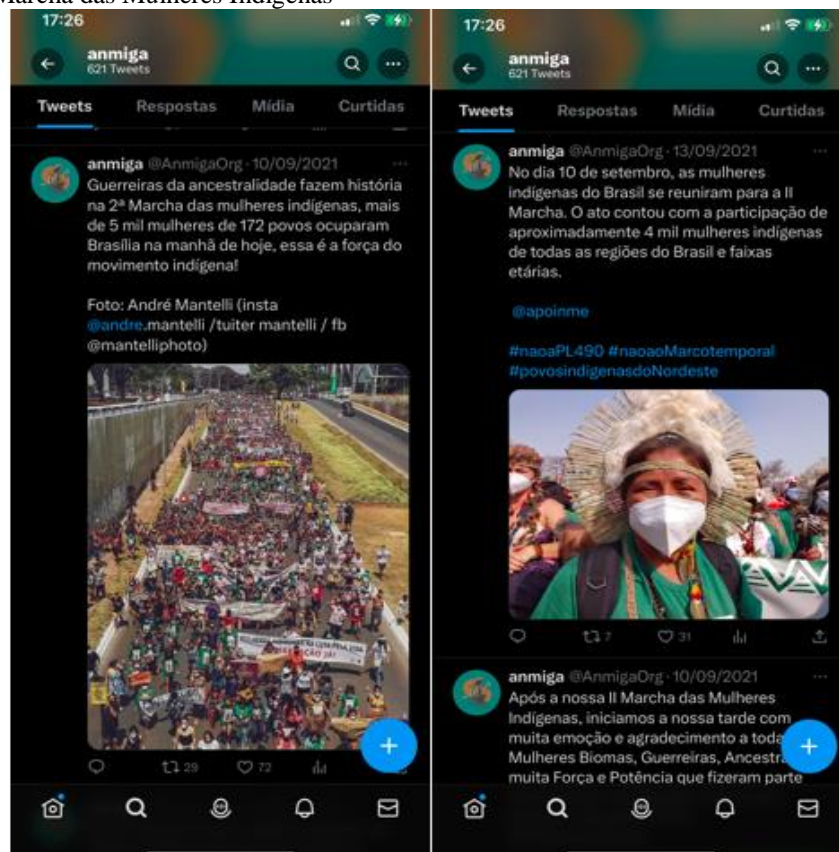 Marcha das Mulheres Indígenas
17:26
anmiga
621 Tweets
Tweets Respostas Mídia Curtidas
anmiga @AnmigaOrg · 10/09/2021
Guerreiras da ancestralidade fazem história
na 2ª Marcha das mulheres indígenas, mais
de 5 mil mulheres de 172 povos ocuparam
Brasília na manhã de hoje, essa é a força do
movimento indígena!
Foto: André Mantelli (insta
@andre.mantelli /tuiter mantelli / fb
@mantelliphoto)
29 72
17:26
anmiga
621 Tweets
Tweets Respostas Mídia Curtidas
anmiga @AnmigaOrg · 13/09/2021
No dia 10 de setembro, as mulheres
indígenas do Brasil se reuniram para a II
Marcha. O ato contou com a participação de
aproximadamente 4 mil mulheres indígenas
de todas as regiões do Brasil e faixas
etárias.
@apoinme
#naoaPL490 #naoaoMarcotemporal
#povosindigenasdoNordeste
7 31
anmiga @AnmigaOrg · 10/09/2021
Após a nossa II Marcha das Mulheres
Indígenas, iniciamos a nossa tarde com
muita emoção e agradecimento a toda
Mulheres Biomas, Guerreiras, Ancestra
muita Força e Potência que fizeram parte